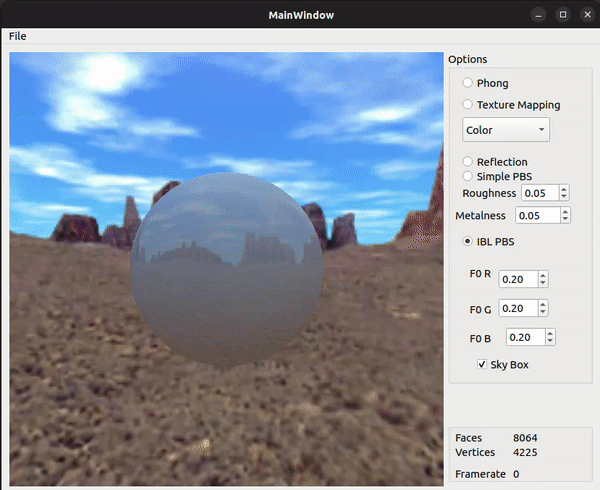 MainWindow
File
Options
Phong
Texture Mapping
Color
Reflection
Simple PBS
Roughness 0.05
Metalness 0.05
IBL PBS
F0 R 0.20
F0 G 0.20
F0 B 0.20
Sky Box
Faces 8064
Vertices 4225
Framerate 0